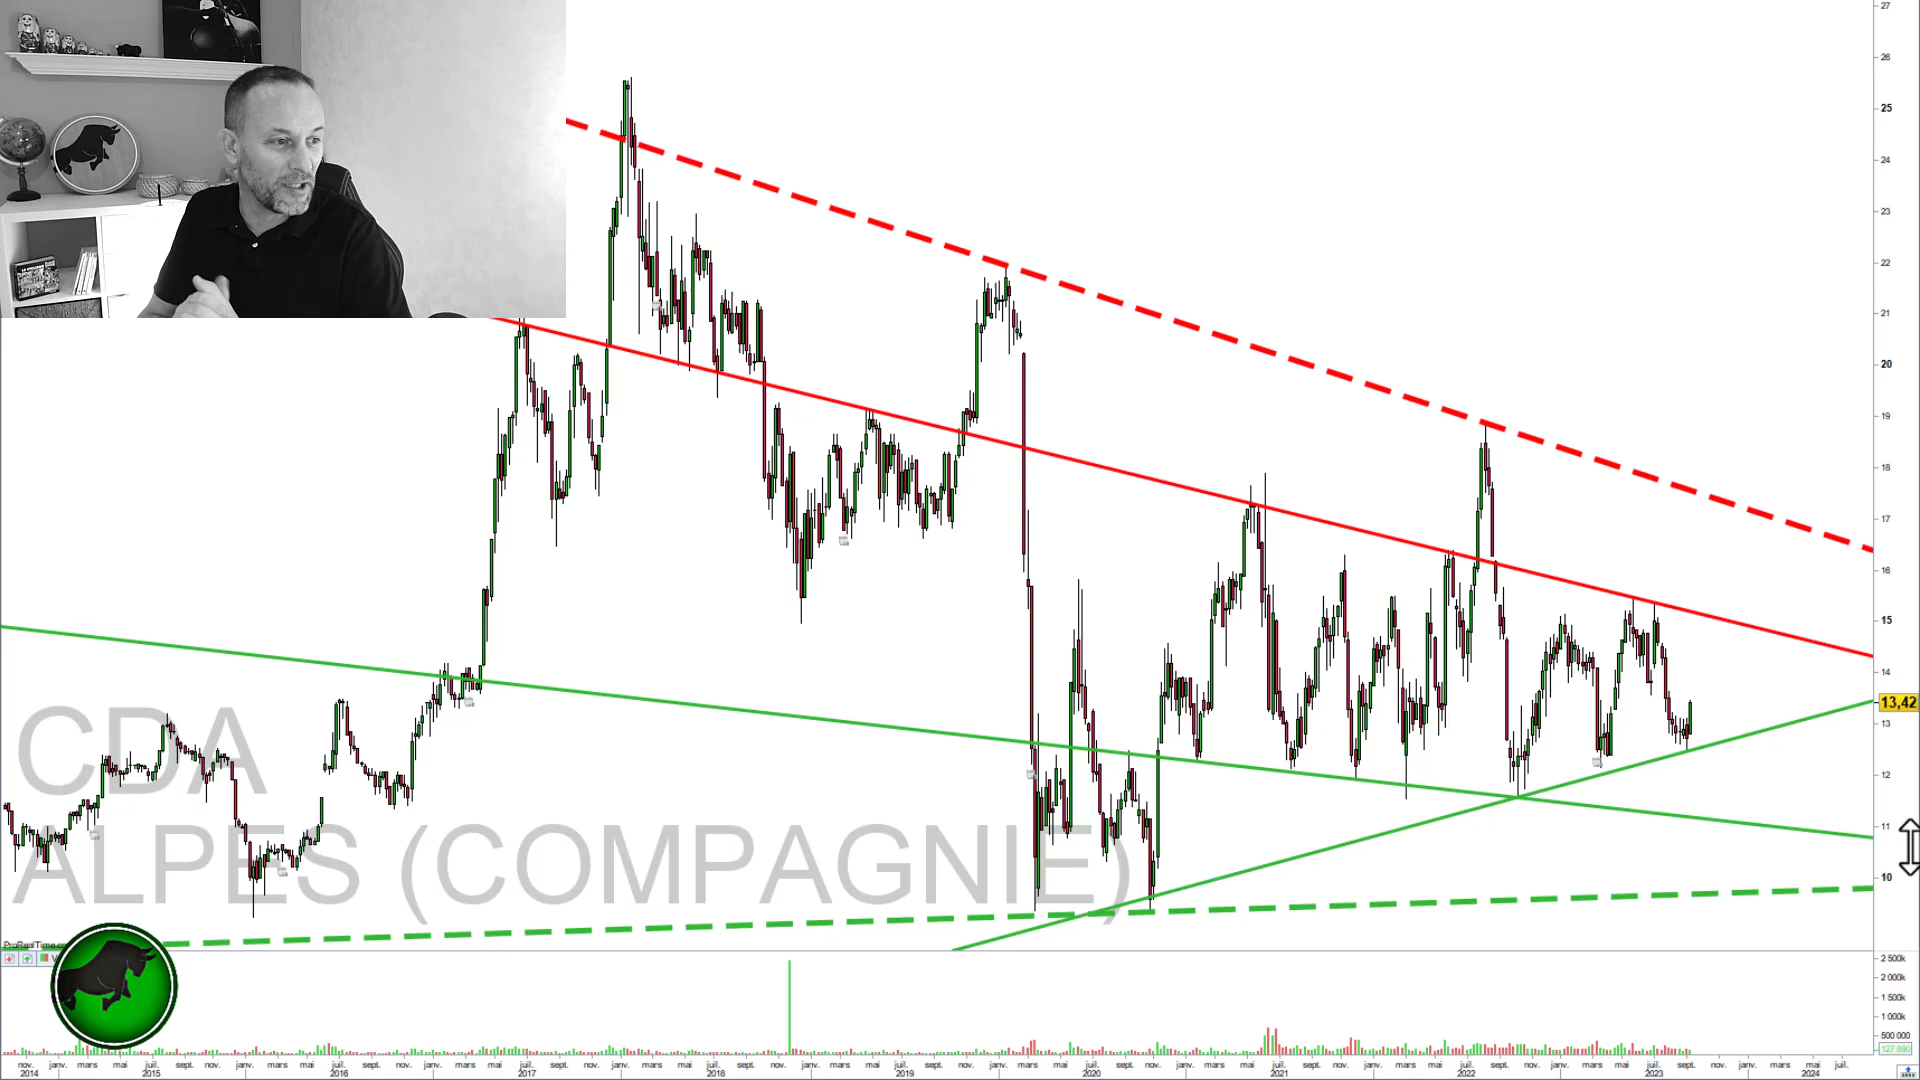 27
26
25
24
23
22
21
20
19
18
17
16
15
14
13,42
13
12
11
10
CDA
ALPES (COMPAGNIE)
ProRealTime.co
2 500k
2 000k
1 500k
1 000k
500 000
127 890
nov. janv. mars mai juil. sept. nov. janv. mars mai juil. sept. nov. janv. mars mai juil. sept. nov. janv. mars mai juil. sept. nov. janv. mars mai juil. sept. nov. janv. mars mai juil. sept. nov. janv. mars mai juil. sept. nov. janv. mars mai juil. sept. nov. janv. mars mai juil. sept. nov. janv. mars mai juil.
2014 2015 2016 2017 2018 2019 2020 2021 2022 2023 2024